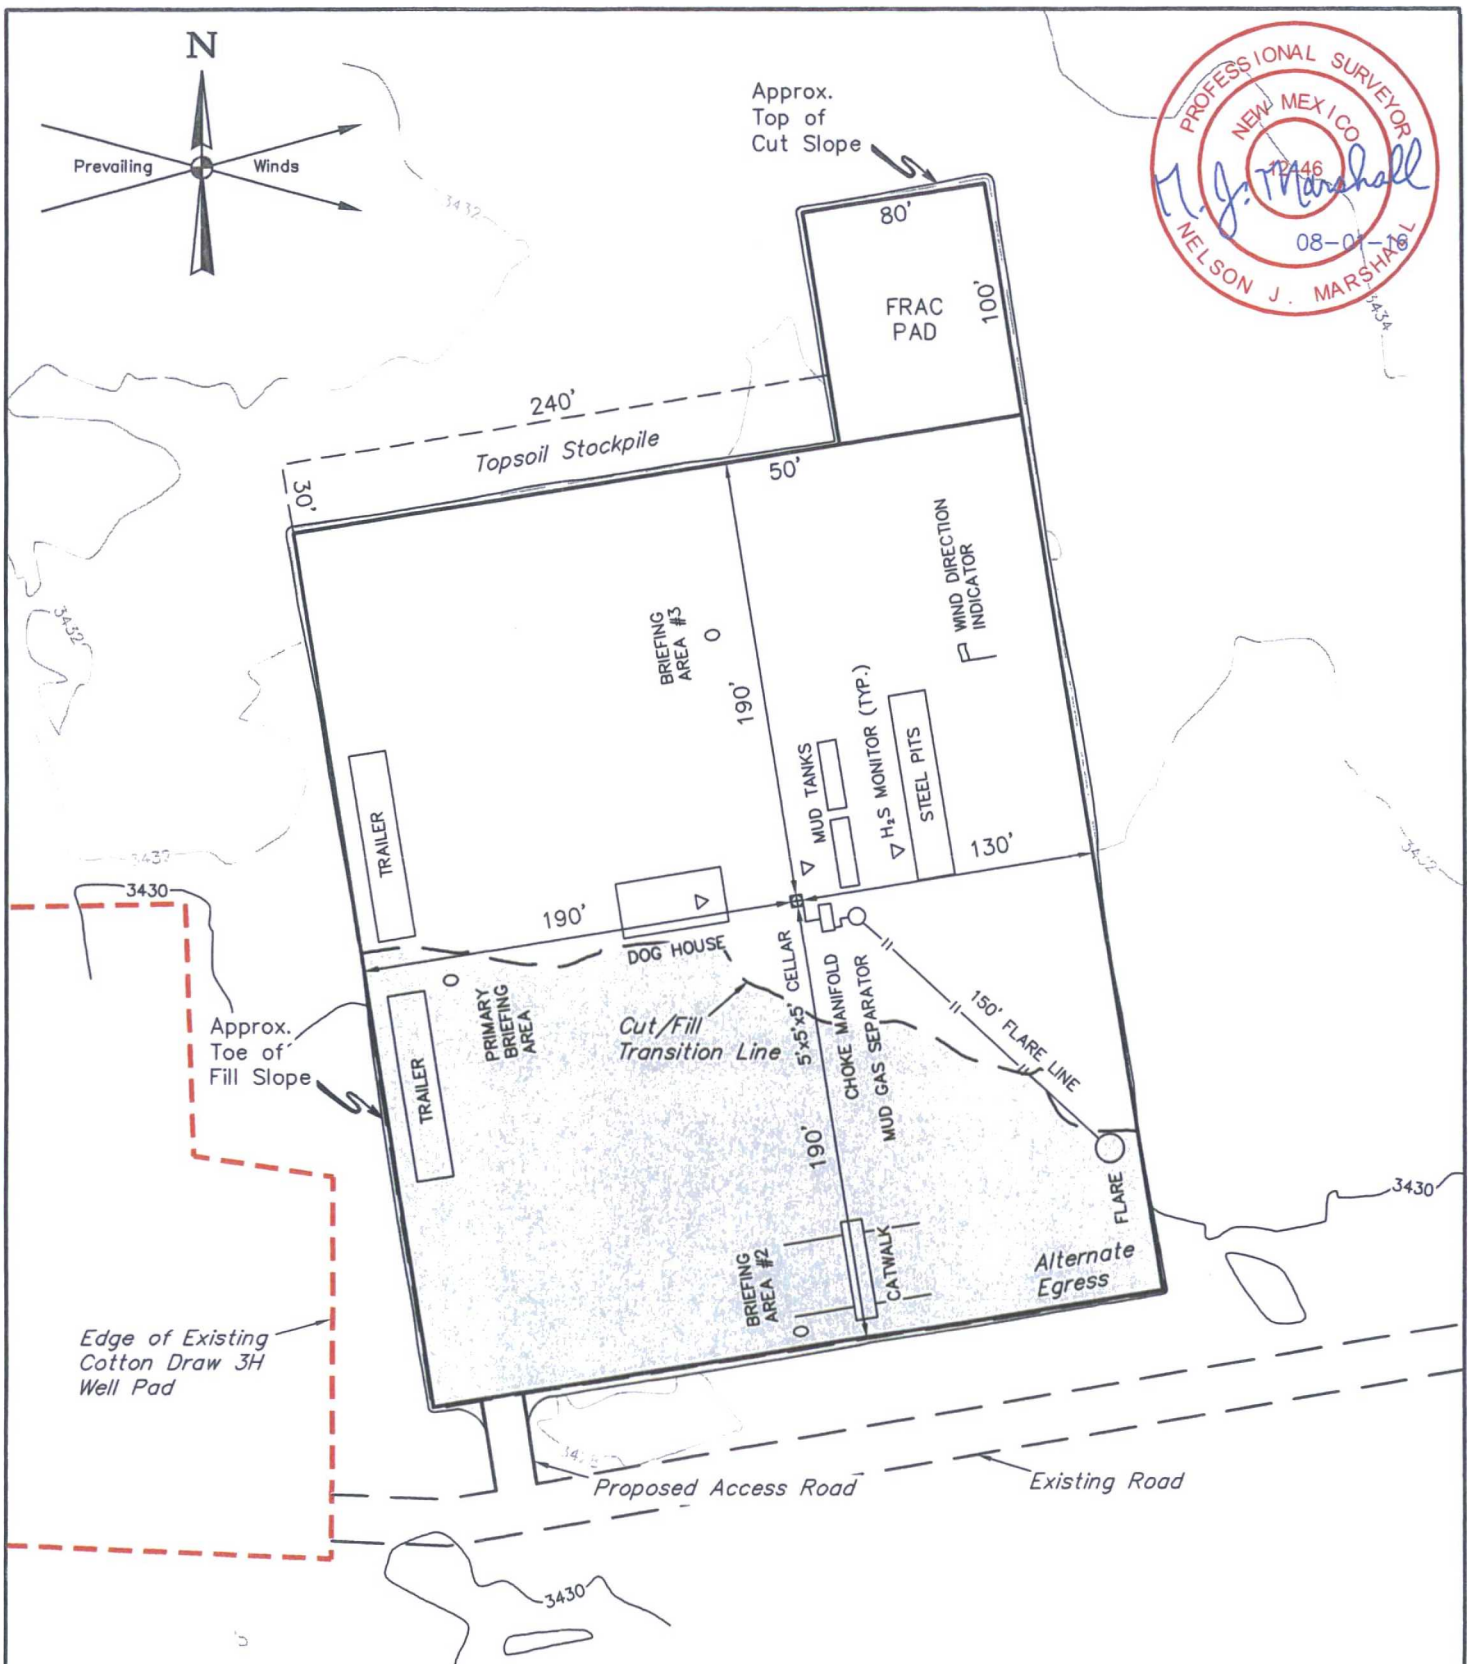 N
Prevailing Winds
3432
Approx.
Top of
Cut Slope
PROFESSIONAL SURVEYOR
NEW MEXICO
N. J. Marshall
08-01-16
NELSON J. MARSHALL
3434
80'
FRAC
PAD
100'
240'
Topsoil Stockpile
30'
50'
WIND DIRECTION
INDICATOR
BRIEFING
AREA #3
O
190'
3432
MUD TANKS
H₂S MONITOR (TYP.)
STEEL PITS
TRAILER
130'
3432
3430
190'
DOG HOUSE
5'x5'x5' CELLAR
CHOKE MANIFOLD
MUD GAS SEPARATOR
O
PRIMARY
BRIEFING
AREA
Cut/Fill
Transition Line
150' FLARE LINE
Approx.
Toe of
Fill Slope
TRAILER
190'
FLARE
3430
BRIEFING
AREA #2
O
CATWALK
Alternate
Egress
Edge of Existing
Cotton Draw 3H
Well Pad
Proposed Access Road
Existing Road
3430